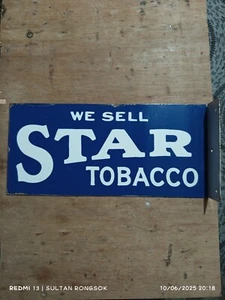 WE SELL
STAR
TOBACCO
REDMI 13 | SULTAN RONGSOK
10/06/2025 20:18